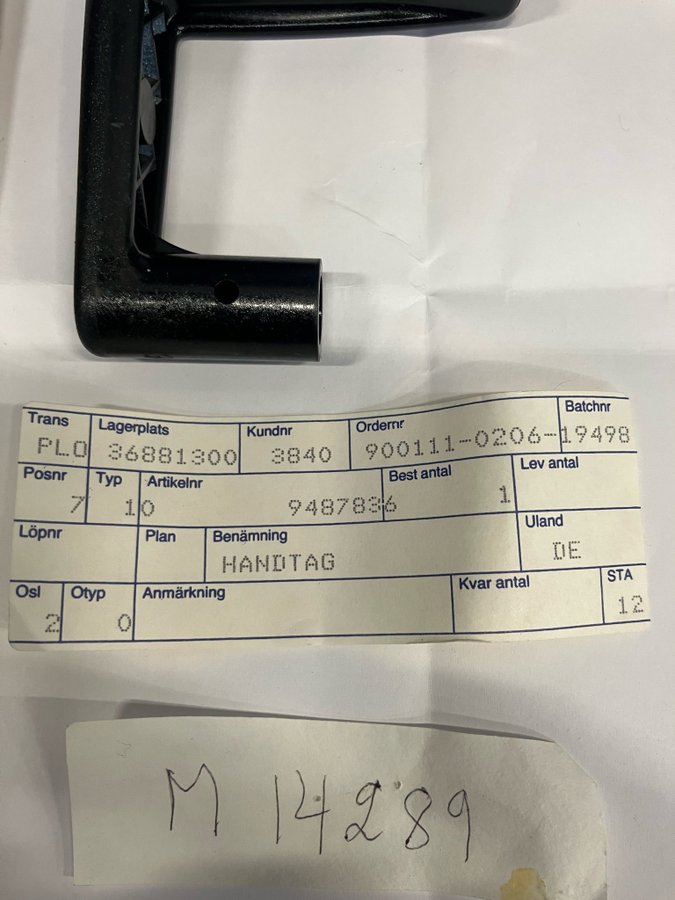 Trans Lagerplats Kundnr Ordernr Batchnr
PLO 36881300 3840 900111-0206-19498
Posnr Typ Artikelnr Best antal Lev antal
7 10 9487836 1
Löpnr Plan Benämning Uland
HANDTAG DE
Osl Otyp Anmärkning Kvar antal STA
2 0 12
M 14289